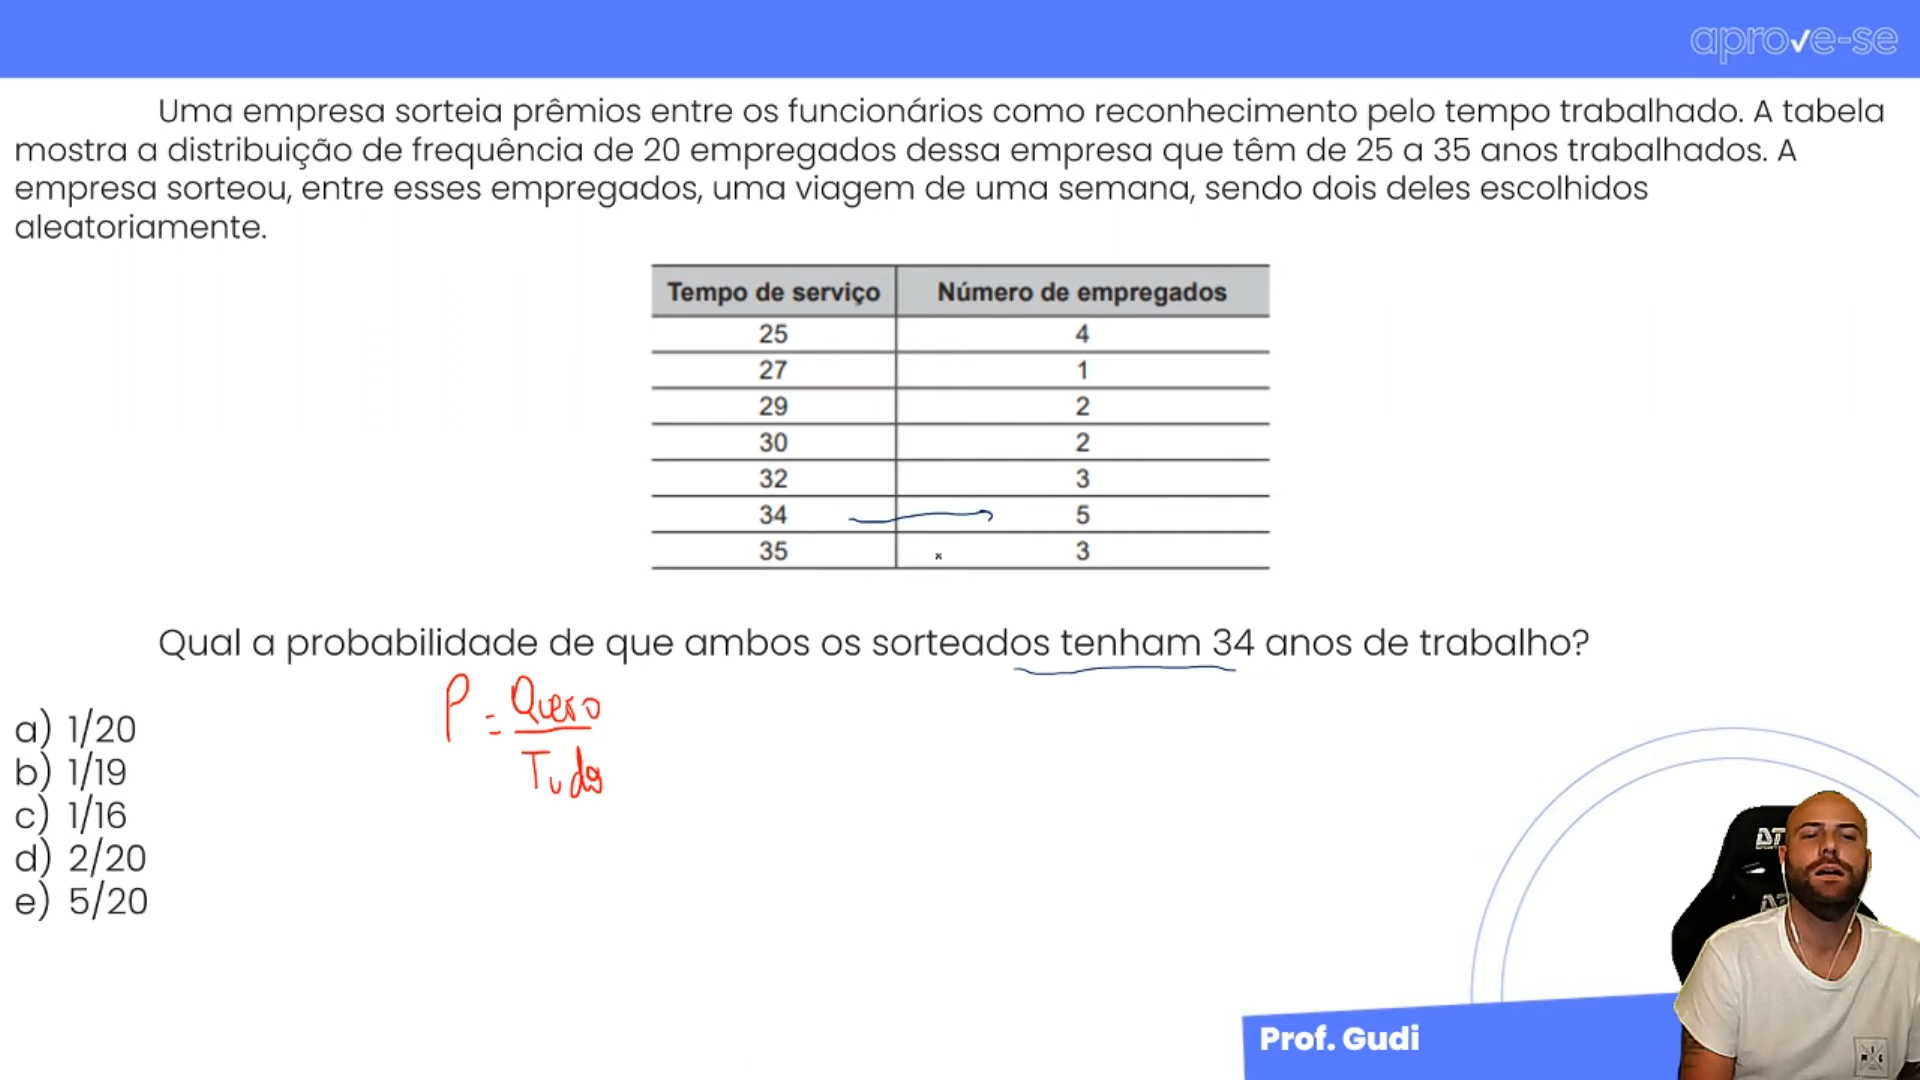 aprove-se
Uma empresa sorteia prêmios entre os funcionários como reconhecimento pelo tempo trabalhado. A tabela
mostra a distribuição de frequência de 20 empregados dessa empresa que têm de 25 a 35 anos trabalhados. A
empresa sorteou, entre esses empregados, uma viagem de uma semana, sendo dois deles escolhidos
aleatoriamente.
Tempo de serviço Número de empregados
25 4
27 1
29 2
30 2
32 3
34 5
35 3
Qual a probabilidade de que ambos os sorteados tenham 34 anos de trabalho?
P = Quero
Tudo
a) 1/20
b) 1/19
c) 1/16
d) 2/20
e) 5/20
Prof. Gudi